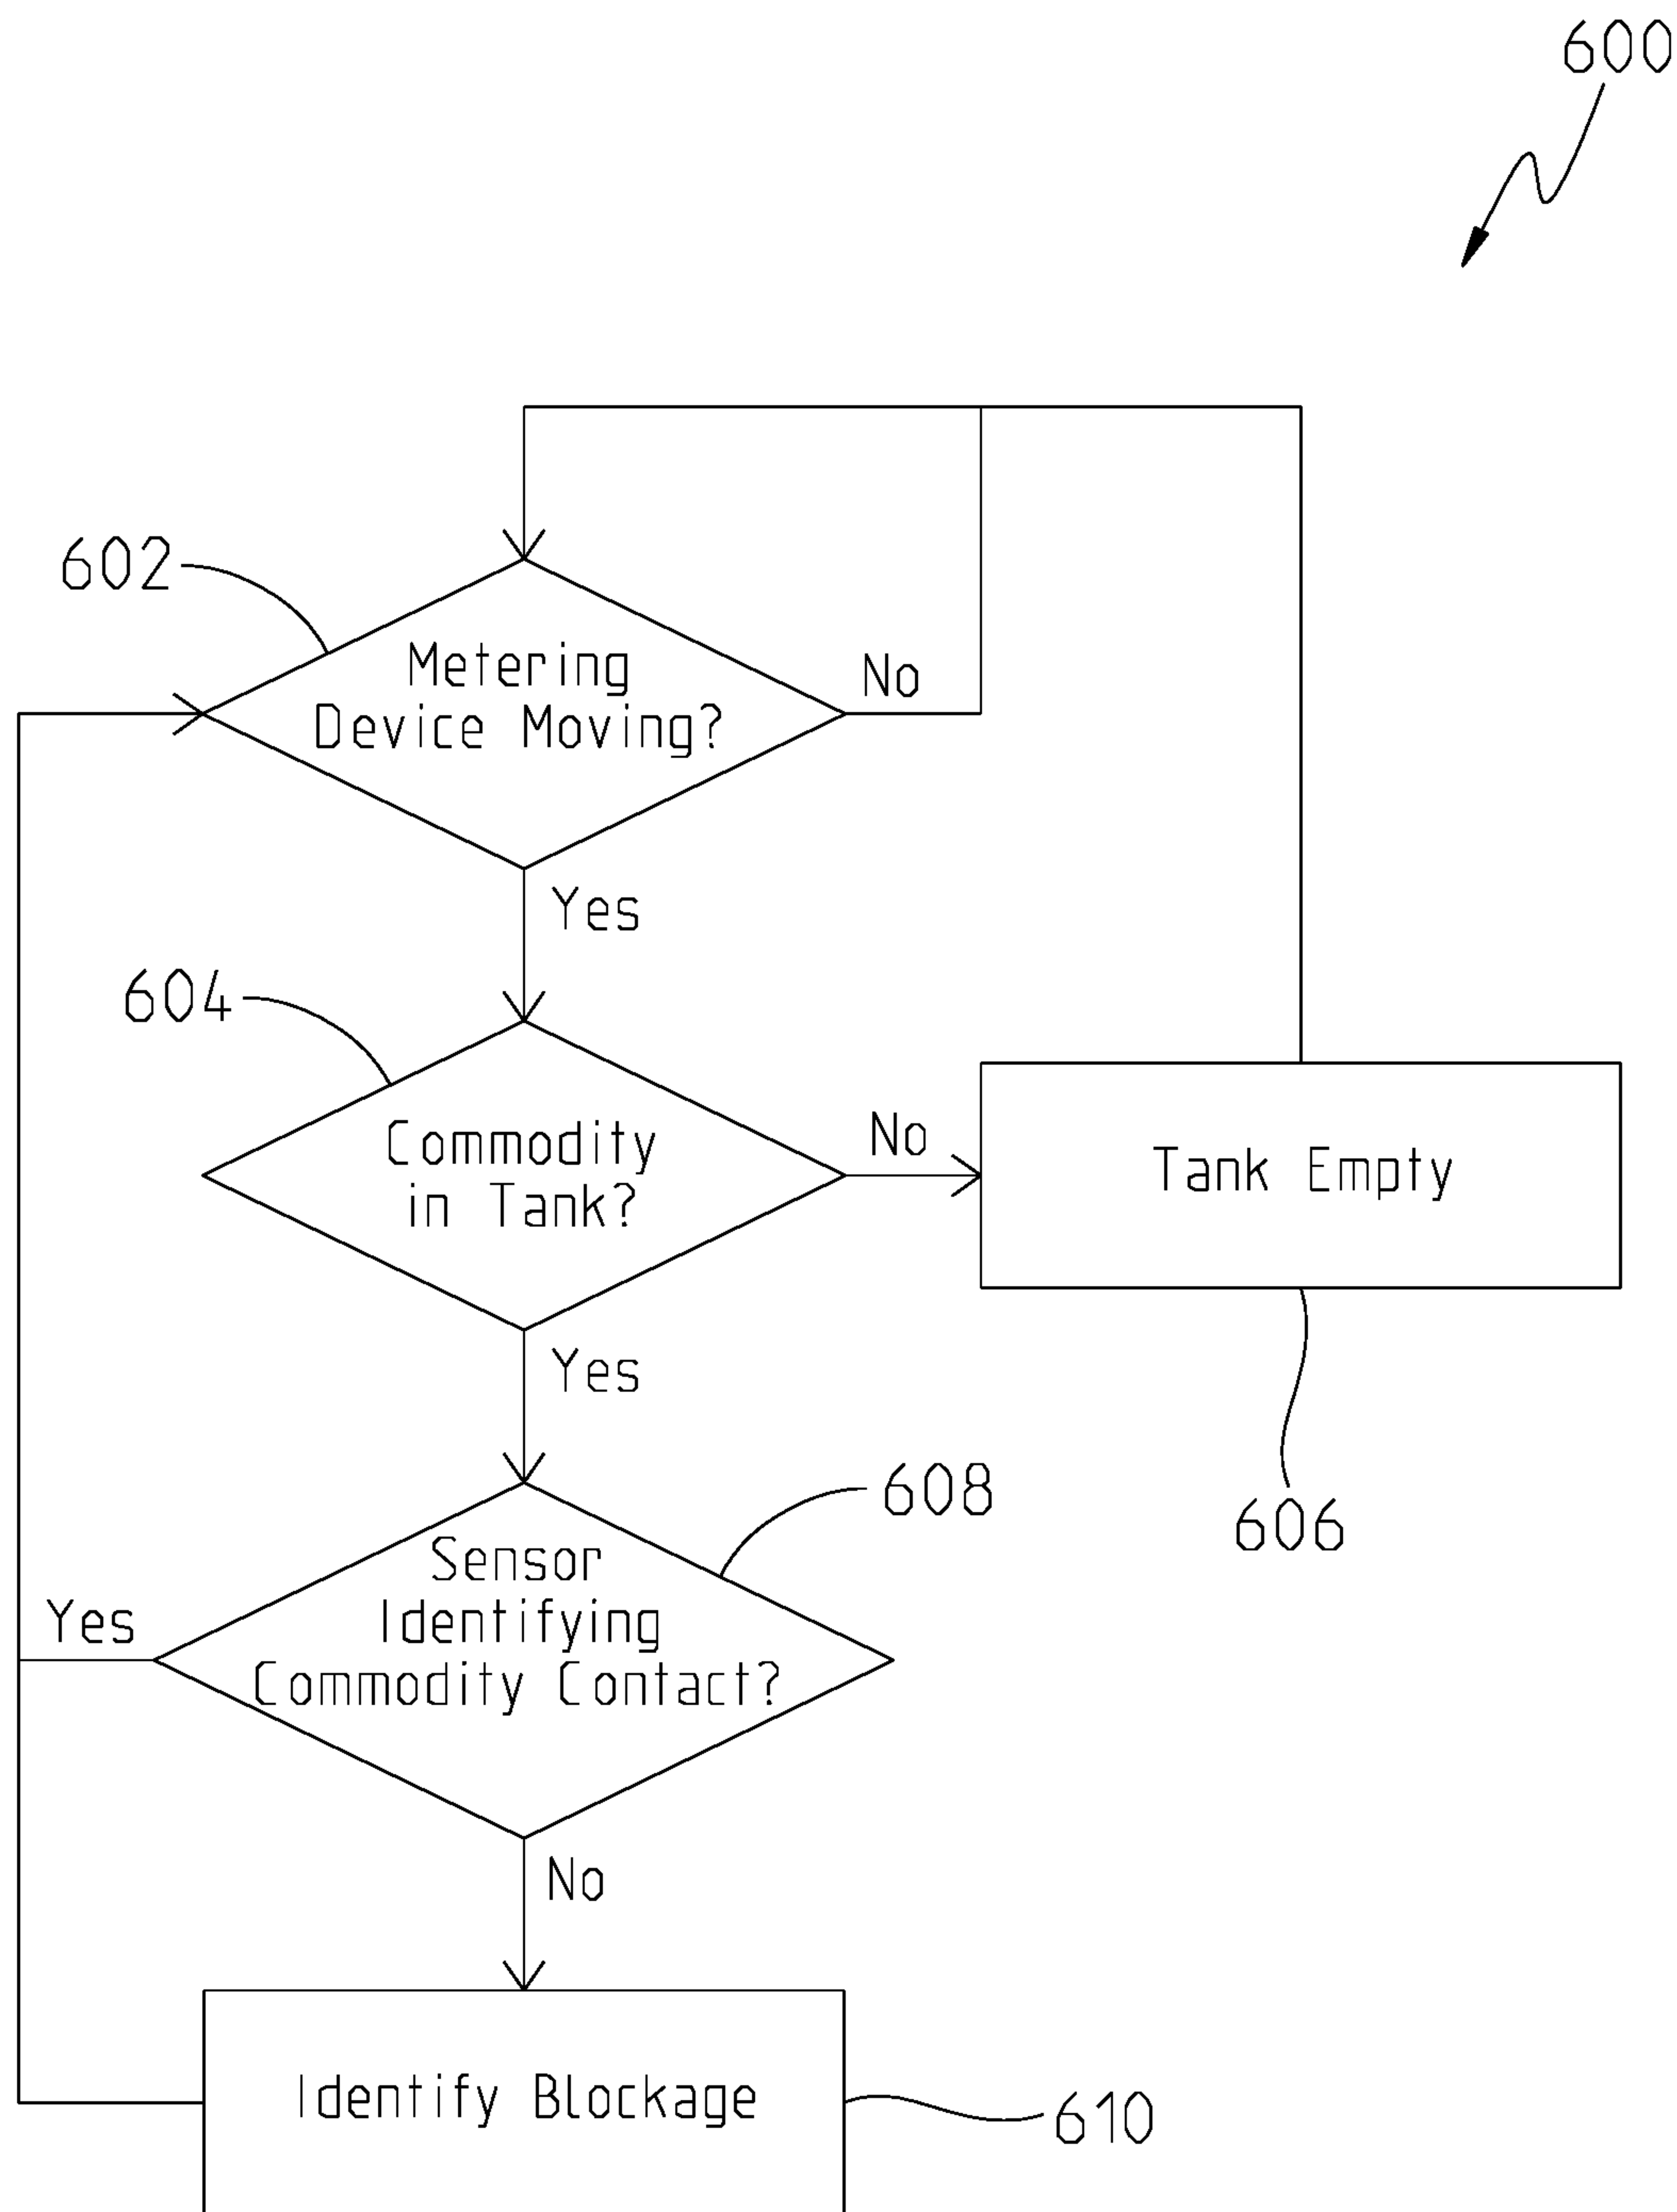 600
602
Metering
Device Moving?
No
Yes
604
Commodity
in Tank?
No
Tank Empty
606
Yes
608
Sensor
Identifying
Commodity Contact?
Yes
No
Identify Blockage
610